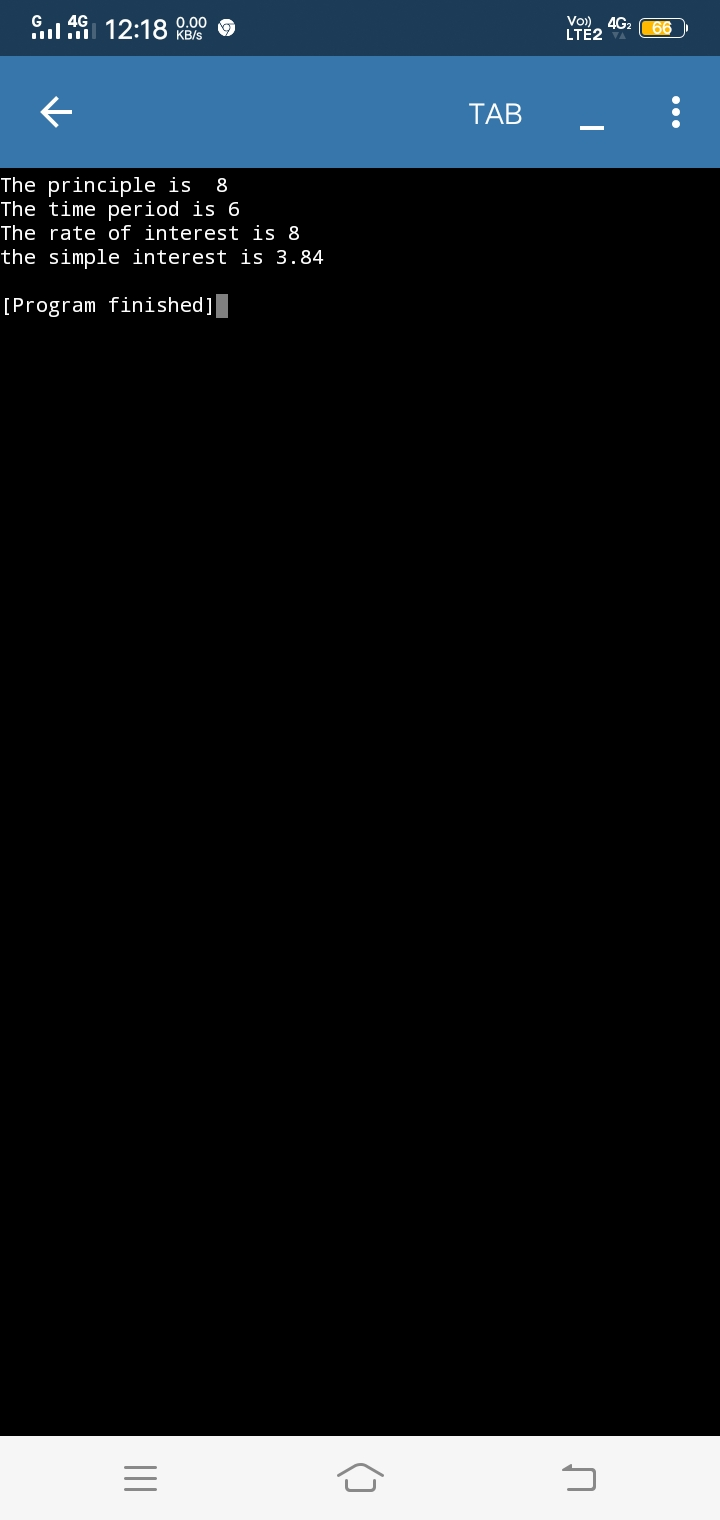 G 4G 12:18 0.00 KB/s Vo)) LTE2 4G2 66
TAB
The principle is  8
The time period is 6
The rate of interest is 8
the simple interest is 3.84
[Program finished]